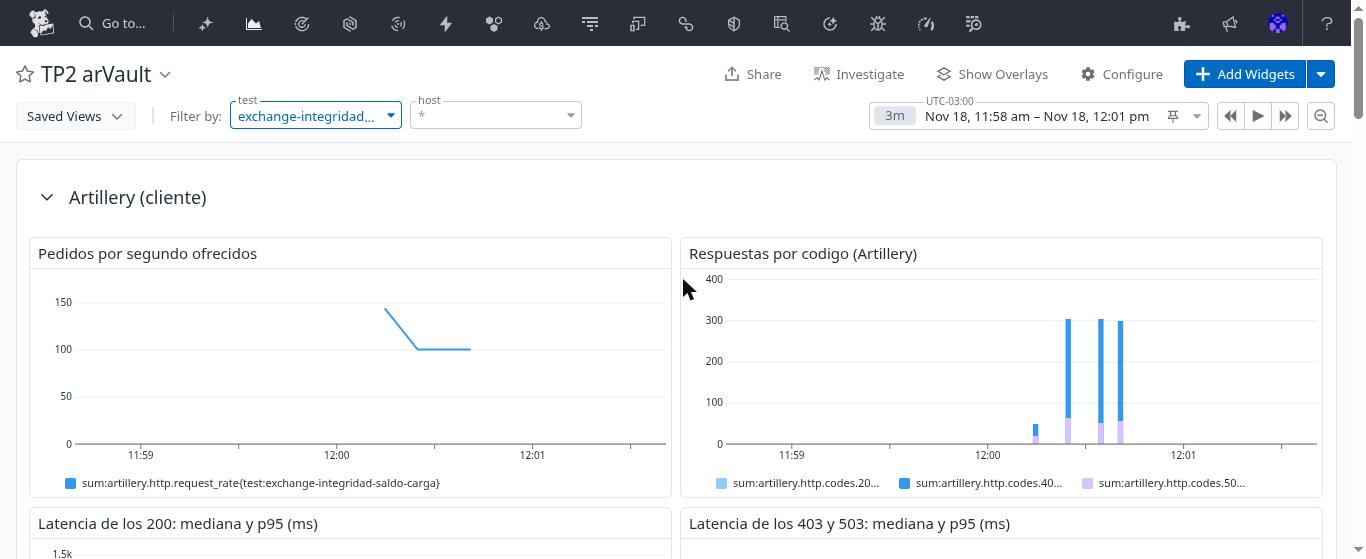 Go to...
TP2 arVault
Share
Investigate
Show Overlays
Configure
Add Widgets
Saved Views
Filter by:
test
exchange-integridad...
host
*
UTC-03:00
3m
Nov 18, 11:58 am – Nov 18, 12:01 pm
Artillery (cliente)
Pedidos por segundo ofrecidos
150
100
50
0
11:59
12:00
12:01
sum:artillery.http.request_rate{test:exchange-integridad-saldo-carga}
Respuestas por codigo (Artillery)
400
300
200
100
0
11:59
12:00
12:01
sum:artillery.http.codes.20...
sum:artillery.http.codes.40...
sum:artillery.http.codes.50...
Latencia de los 200: mediana y p95 (ms)
1.5k
Latencia de los 403 y 503: mediana y p95 (ms)